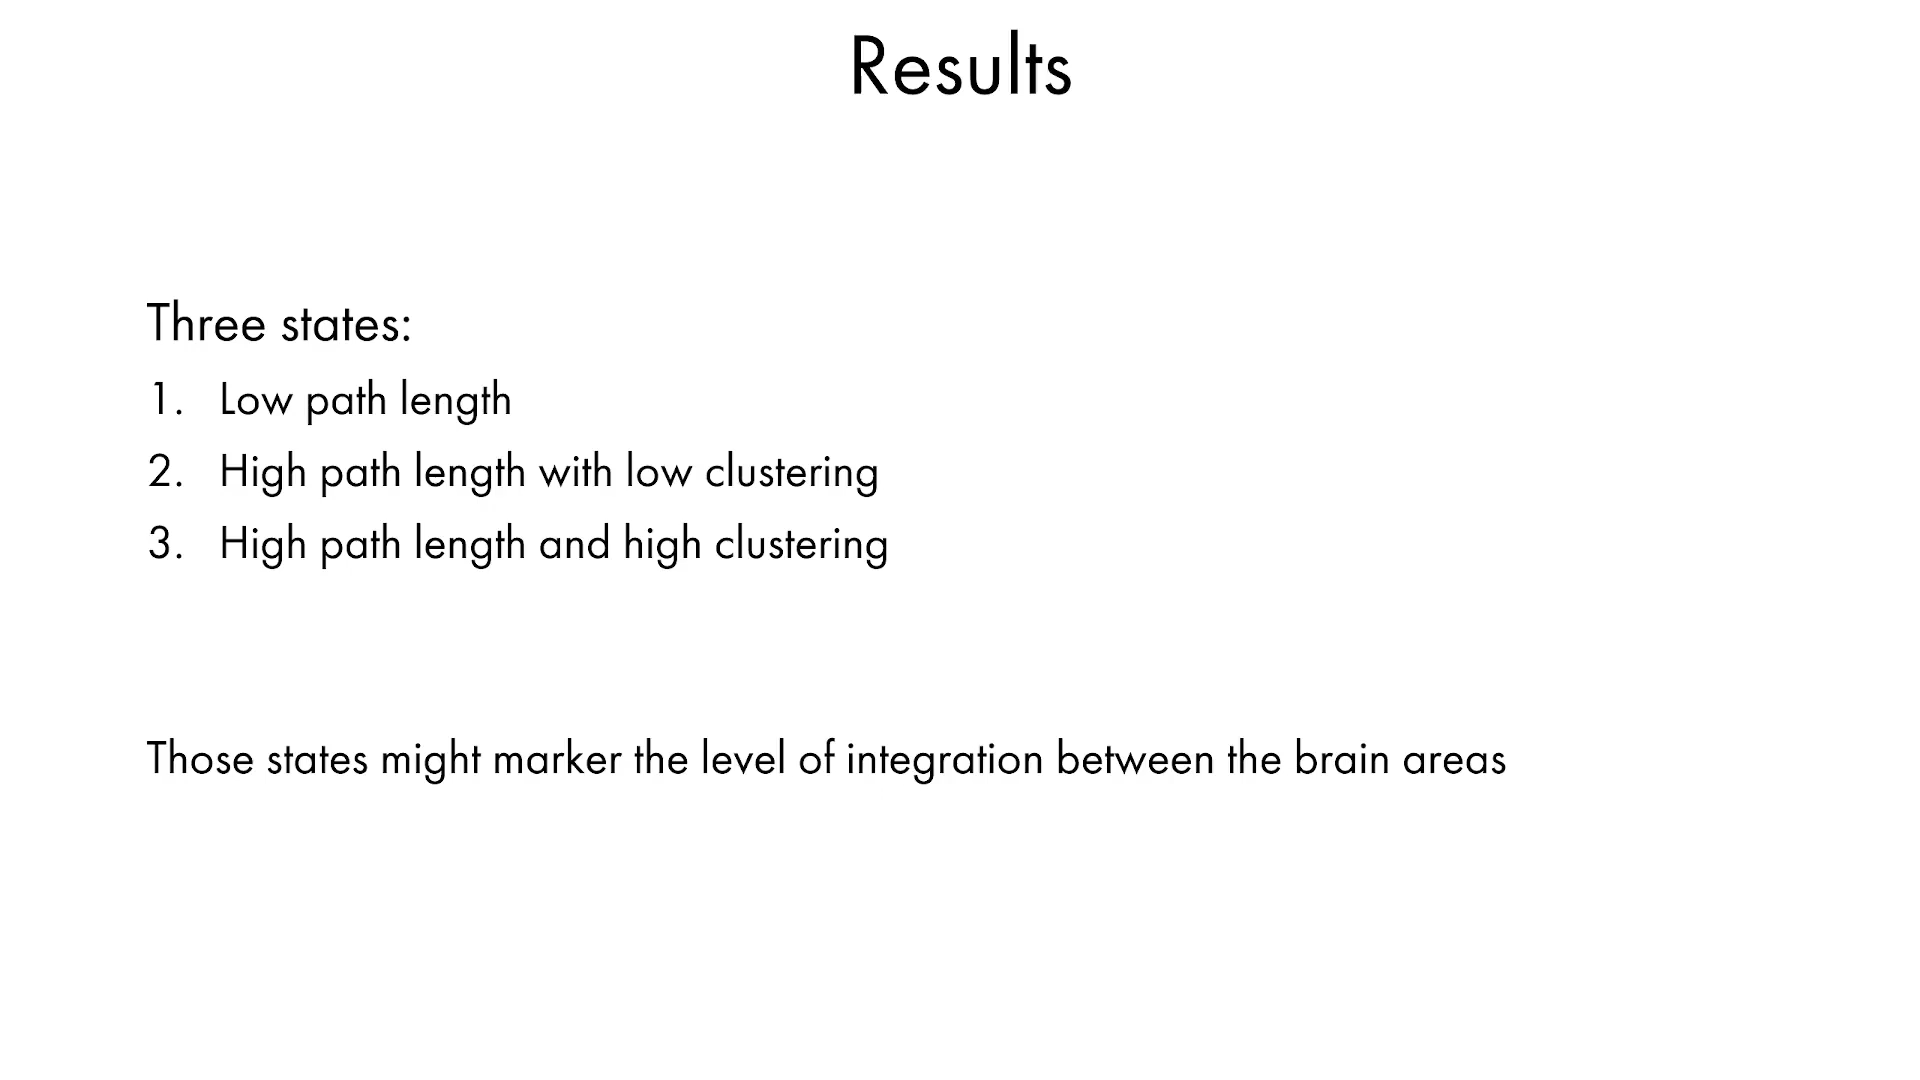 Results
Three states:
1. Low path length
2. High path length with low clustering
3. High path length and high clustering
Those states might marker the level of integration between the brain areas